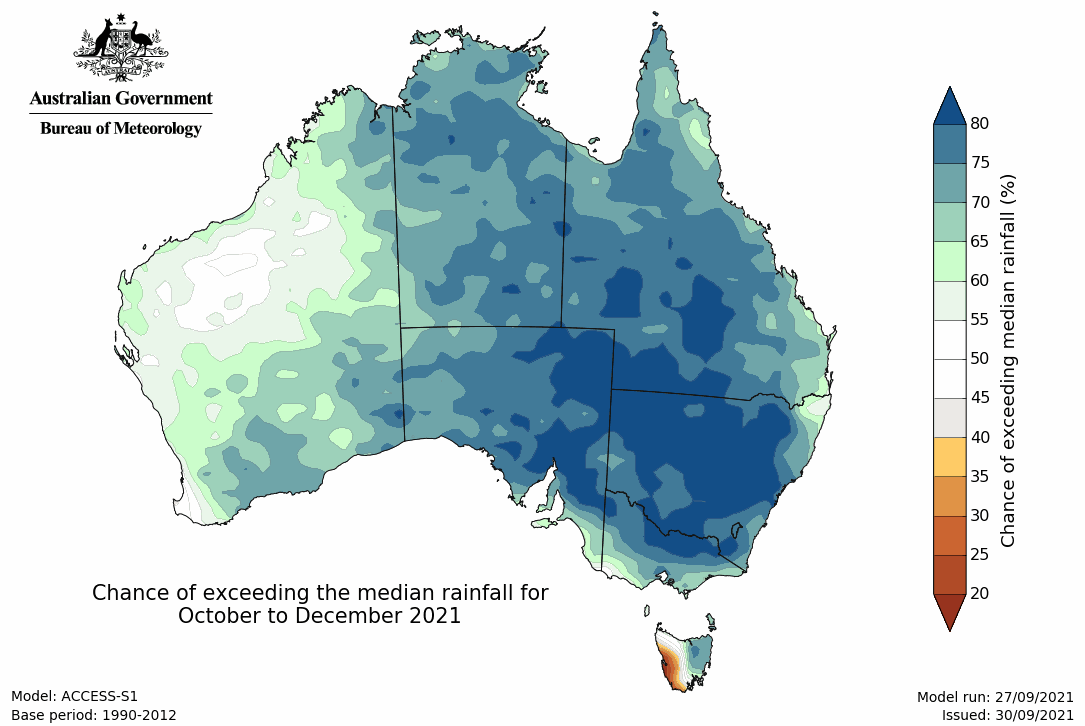 Australian Government
Bureau of Meteorology
80
75
70
65
60
55
50
45
40
35
30
25
20
Chance of exceeding median rainfall (%)
Chance of exceeding the median rainfall for
October to December 2021
Model: ACCESS-S1
Base period: 1990-2012
Model run: 27/09/2021
Issued: 30/09/2021